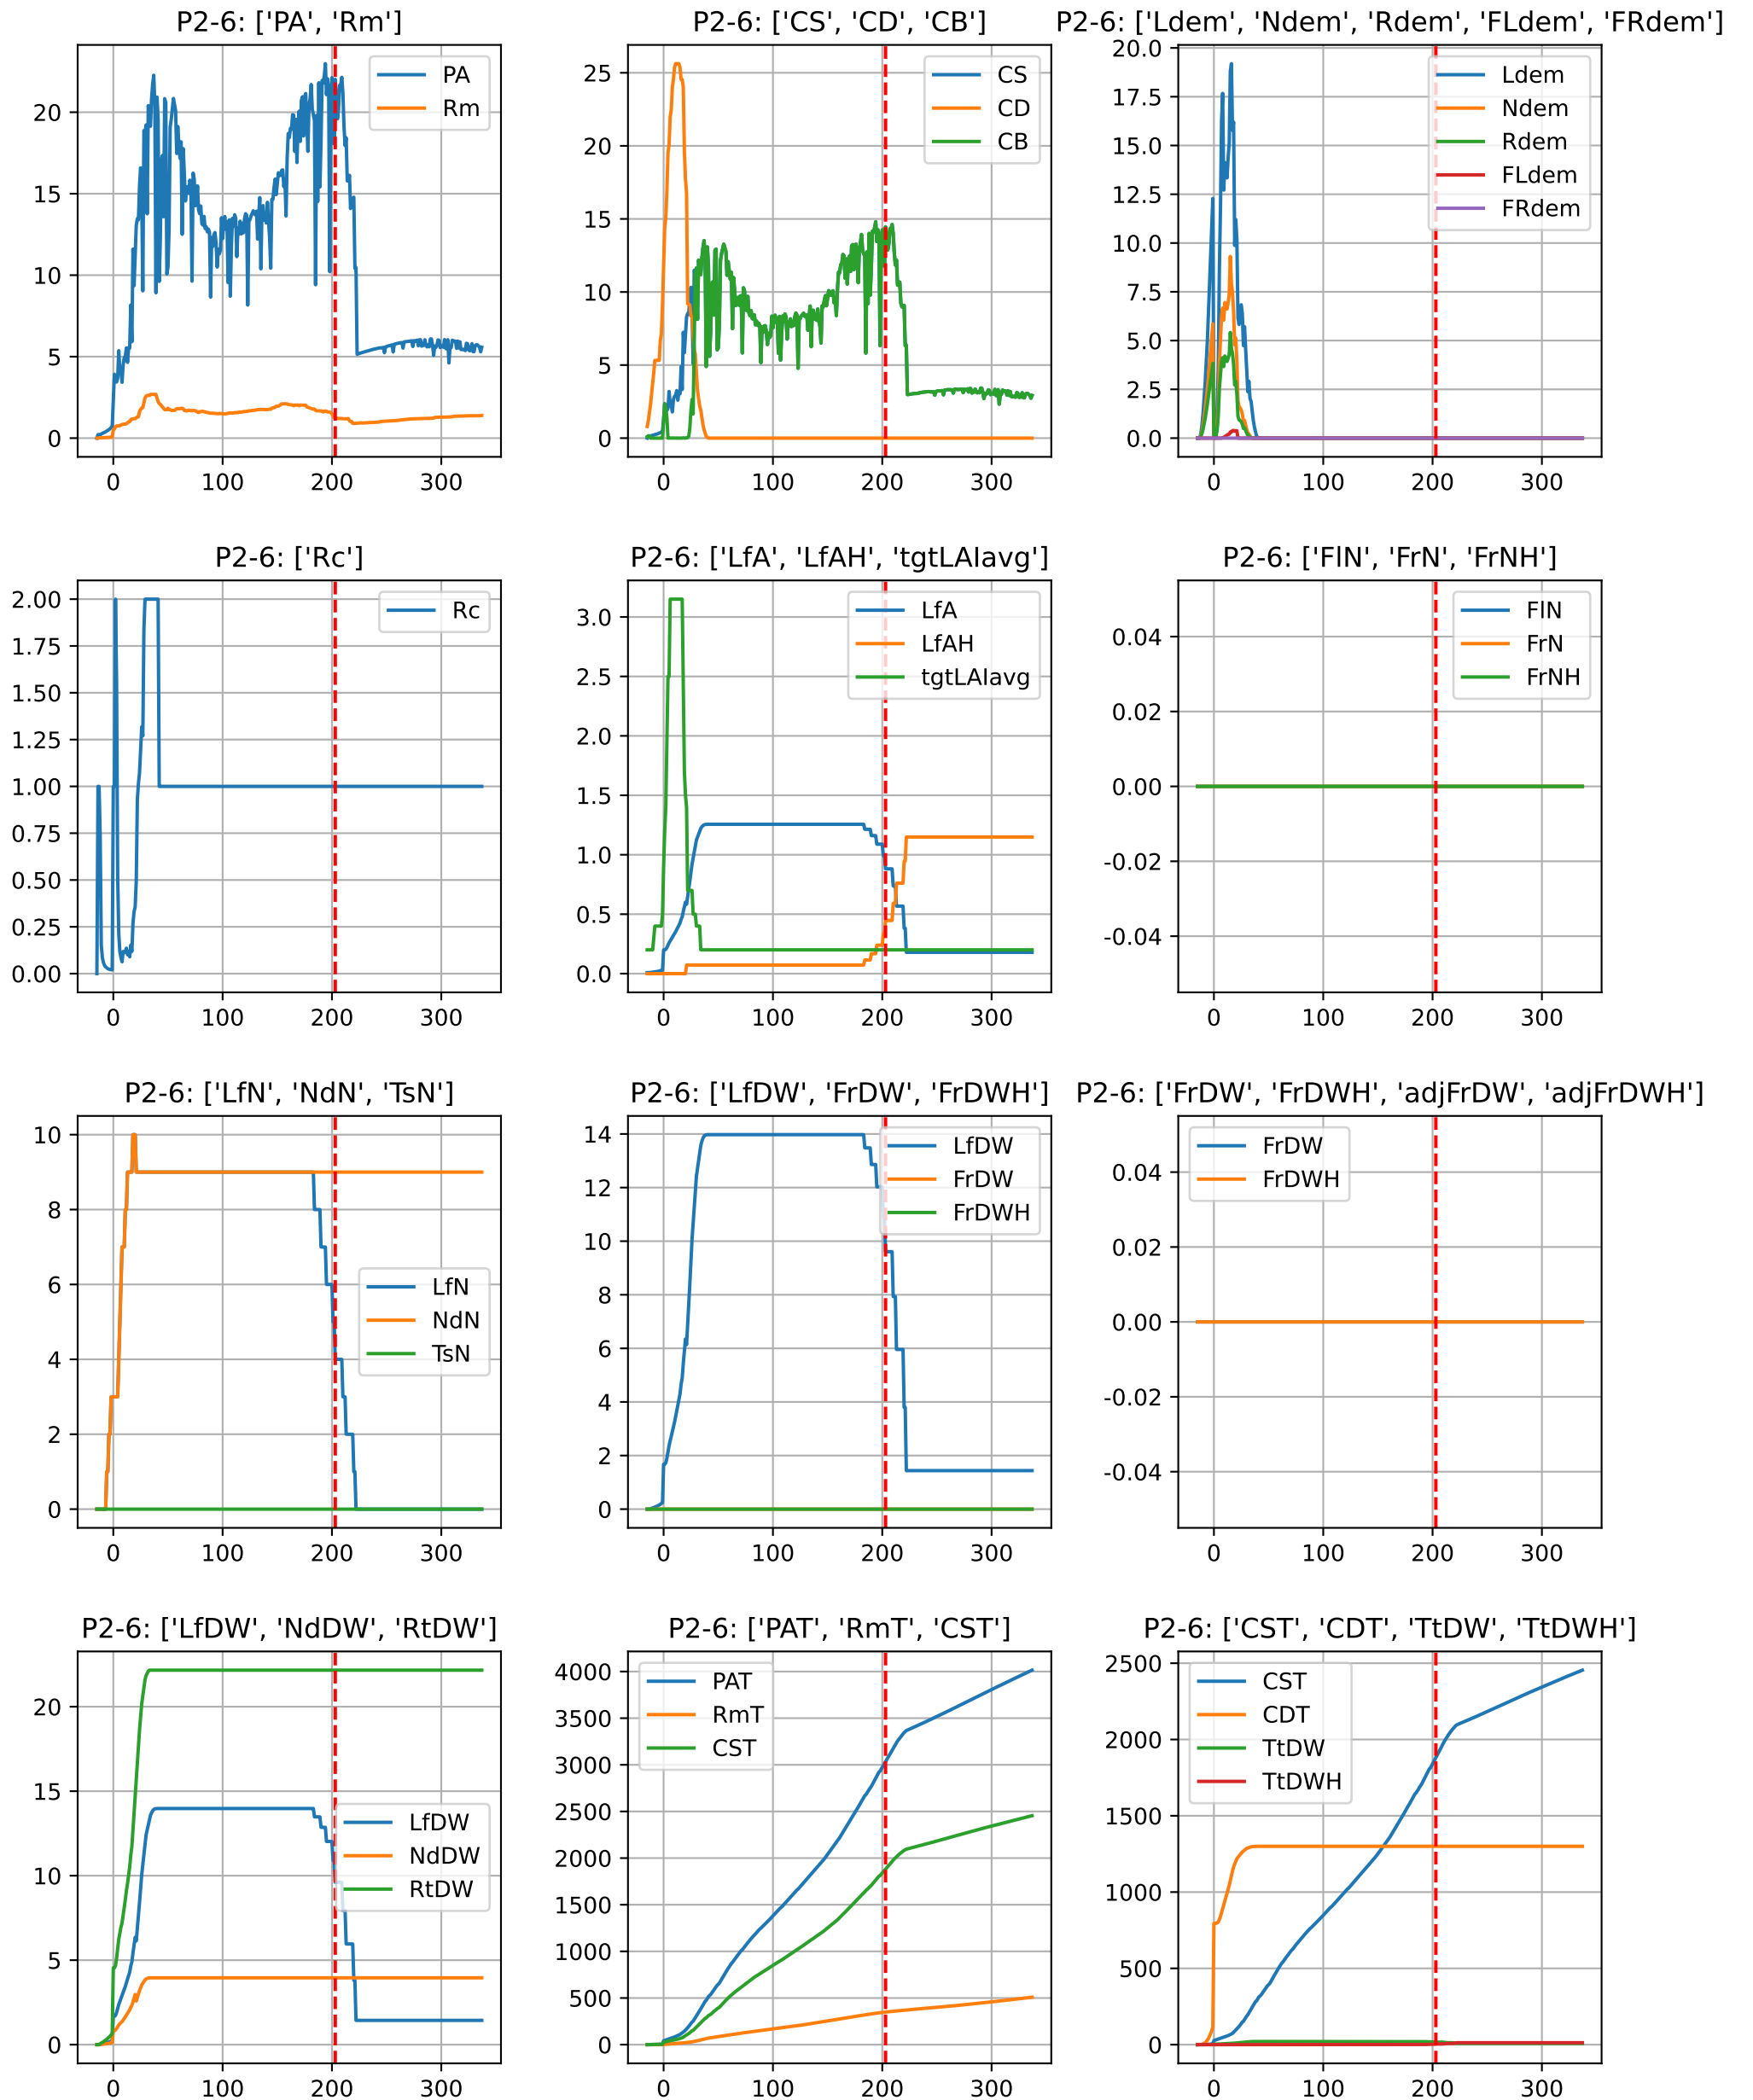 P2-6: ['PA', 'Rm']
20
15
10
5
0
0 100 200 300
PA
Rm
P2-6: ['CS', 'CD', 'CB']
25
20
15
10
5
0
0 100 200 300
CS
CD
CB
P2-6: ['Ldem', 'Ndem', 'Rdem', 'FLdem', 'FRdem']
20.0
17.5
15.0
12.5
10.0
7.5
5.0
2.5
0.0
0 100 200 300
Ldem
Ndem
Rdem
FLdem
FRdem
P2-6: ['Rc']
2.00
1.75
1.50
1.25
1.00
0.75
0.50
0.25
0.00
0 100 200 300
Rc
P2-6: ['LfA', 'LfAH', 'tgtLAIavg']
3.0
2.5
2.0
1.5
1.0
0.5
0.0
0 100 200 300
LfA
LfAH
tgtLAIavg
P2-6: ['FlN', 'FrN', 'FrNH']
0.04
0.02
0.00
-0.02
-0.04
0 100 200 300
FlN
FrN
FrNH
P2-6: ['LfN', 'NdN', 'TsN']
10
8
6
4
2
0
0 100 200 300
LfN
NdN
TsN
P2-6: ['LfDW', 'FrDW', 'FrDWH']
14
12
10
8
6
4
2
0
0 100 200 300
LfDW
FrDW
FrDWH
P2-6: ['FrDW', 'FrDWH', 'adjFrDW', 'adjFrDWH']
0.04
0.02
0.00
-0.02
-0.04
0 100 200 300
FrDW
FrDWH
P2-6: ['LfDW', 'NdDW', 'RtDW']
20
15
10
5
0
0 100 200 300
LfDW
NdDW
RtDW
P2-6: ['PAT', 'RmT', 'CST']
4000
3500
3000
2500
2000
1500
1000
500
0
0 100 200 300
PAT
RmT
CST
P2-6: ['CST', 'CDT', 'TtDW', 'TtDWH']
2500
2000
1500
1000
500
0
0 100 200 300
CST
CDT
TtDW
TtDWH